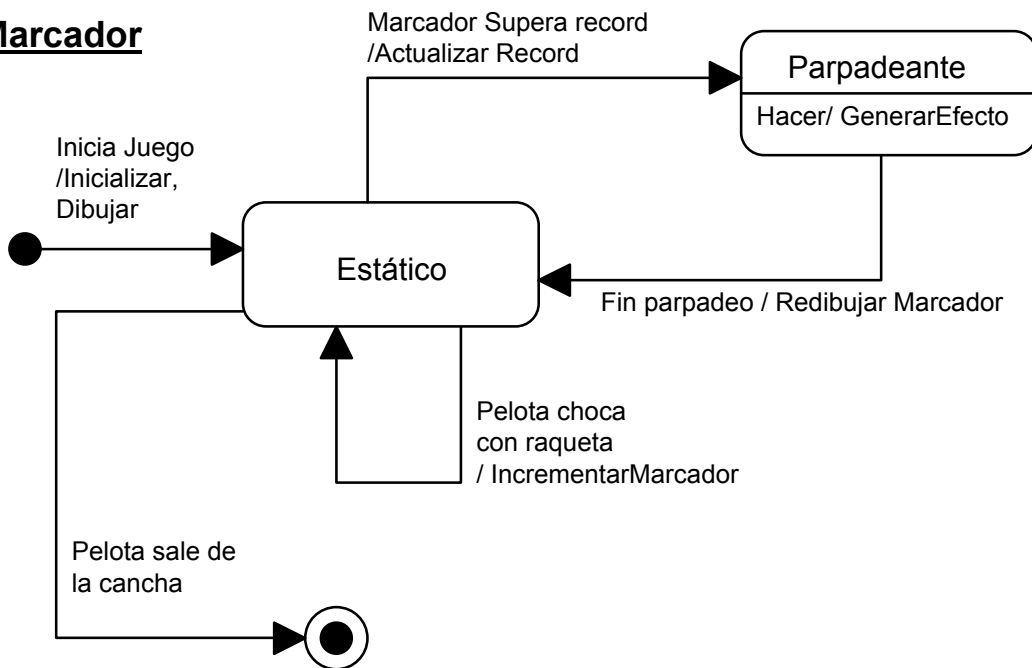 Marcador
Marcador Supera record
/Actualizar Record
Parpadeante
Hacer/ GenerarEfecto
Inicia Juego
/Inicializar,
Dibujar
Estático
Fin parpadeo / Redibujar Marcador
Pelota choca
con raqueta
/ IncrementarMarcador
Pelota sale de
la cancha